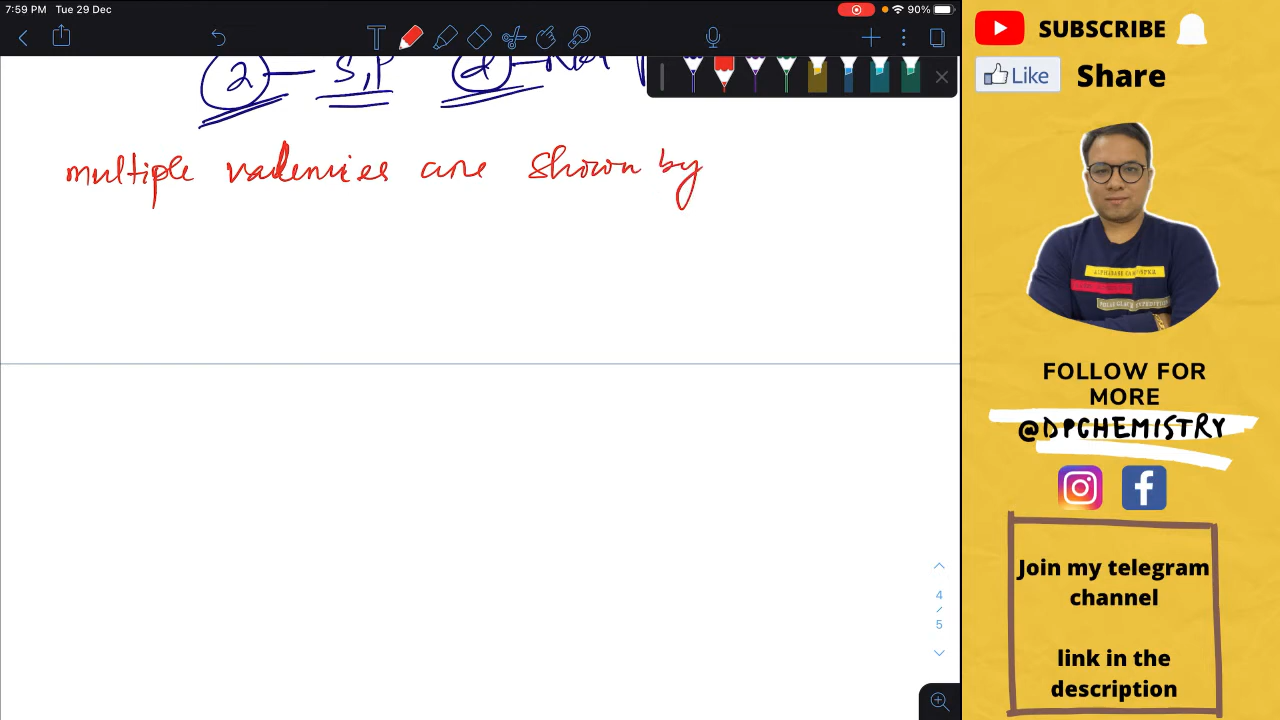 7:59 PM Tue 29 Dec
90%
2 — S, P d —
multiple valencies are shown by
4
/
5
SUBSCRIBE
Like Share
FOLLOW FOR
MORE
@DPCHEMISTRY
Join my telegram
channel
link in the
description